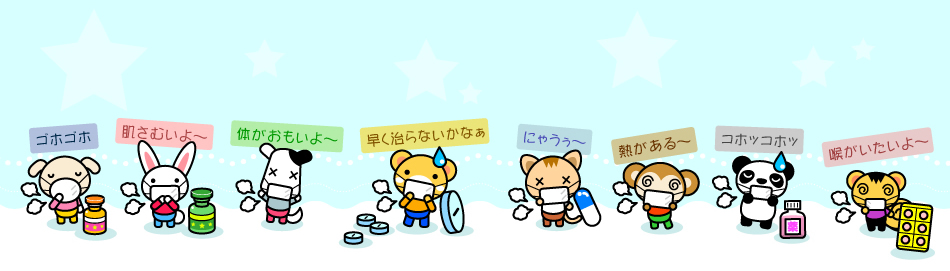 ゴホゴホ
肌さむいよ～
体がおもいよ～
早く治らないかなぁ
にゃうぅ～
熱がある～
コホッコホッ
喉がいたいよ～
薬